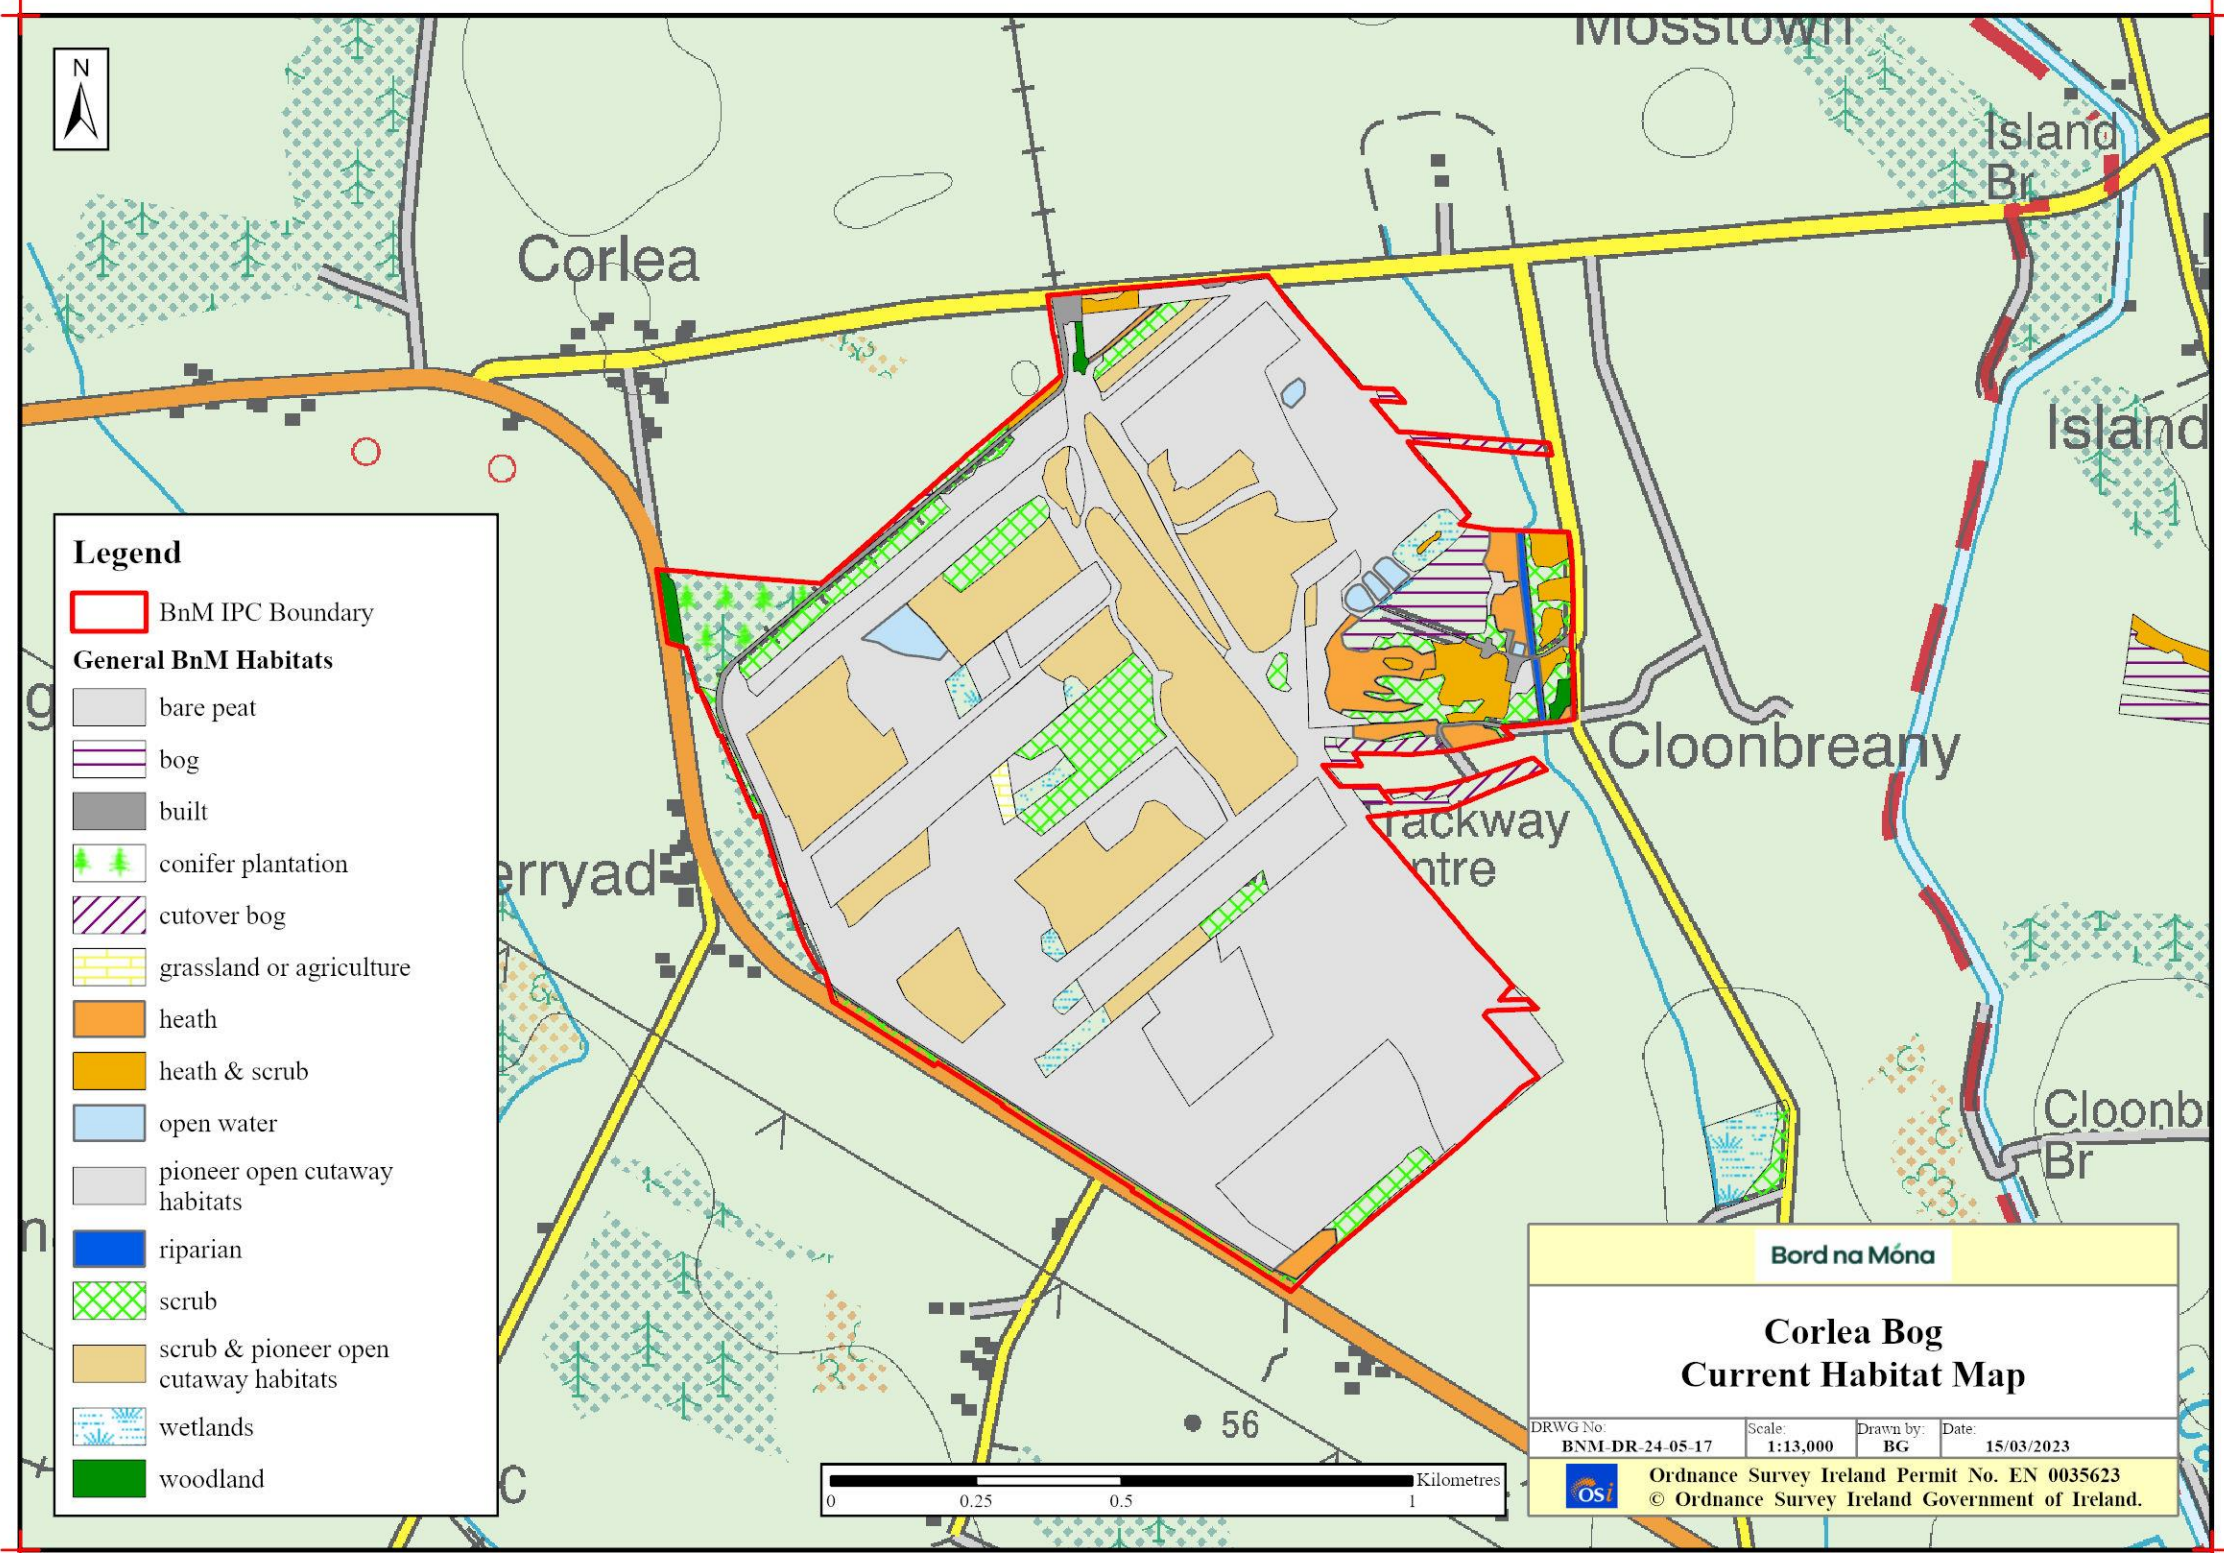 Mosstown
N
Island
Br
Corlea
Island
Legend
BnM IPC Boundary
General BnM Habitats
bare peat
bog
built
conifer plantation
cutover bog
grassland or agriculture
heath
heath & scrub
open water
pioneer open cutaway
habitats
riparian
scrub
scrub & pioneer open
cutaway habitats
wetlands
woodland
g
n
erryad
c
Cloonbreany
rackway
ntre
Cloonb
Br
56
0
0.25
0.5
1
Kilometres
Bord na Móna
Corlea Bog
Current Habitat Map
DRWG No:
BNM-DR-24-05-17
Scale:
1:13,000
Drawn by:
BG
Date:
15/03/2023
OSi
Ordnance Survey Ireland Permit No. EN 0035623
© Ordnance Survey Ireland Government of Ireland.